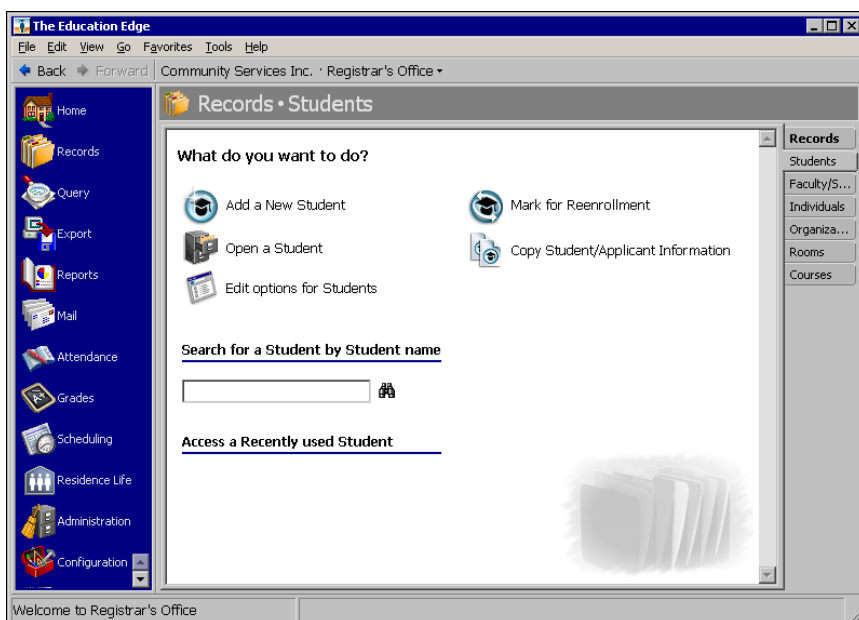 The Education Edge
File Edit View Go Favorites Tools Help
Back Forward Community Services Inc. · Registrar's Office
Records • Students
Home
Records
Query
Export
Reports
Mail
Attendance
Grades
Scheduling
Residence Life
Administration
Configuration
What do you want to do?
Add a New Student
Mark for Reenrollment
Open a Student
Copy Student/Applicant Information
Edit options for Students
Search for a Student by Student name
Access a Recently used Student
Records
Students
Faculty/S...
Individuals
Organiza...
Rooms
Courses
Welcome to Registrar's Office